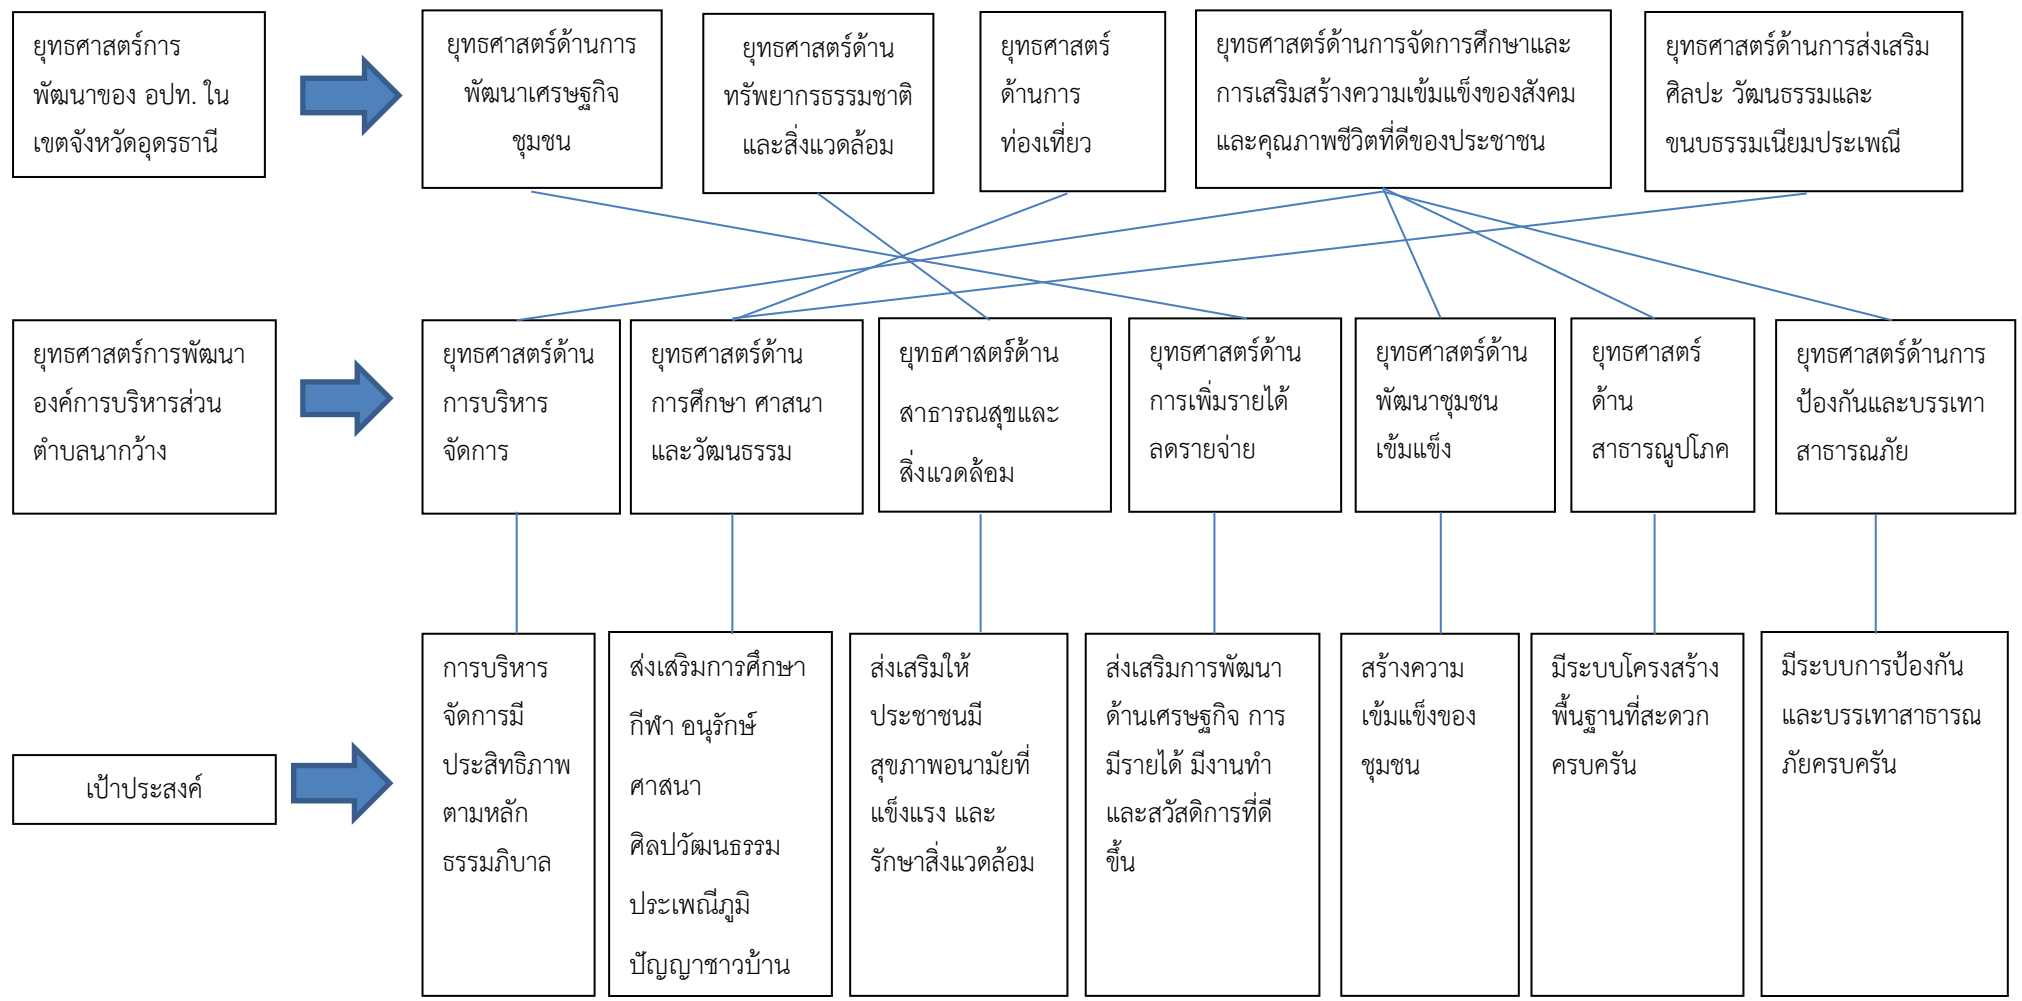 ยุทธศาสตร์การ
พัฒนาของ อปท. ใน
เขตจังหวัดอุดรธานี
ยุทธศาสตร์ด้านการ
พัฒนาเศรษฐกิจ
ชุมชน
ยุทธศาสตร์ด้าน
ทรัพยากรธรรมชาติ
และสิ่งแวดล้อม
ยุทธศาสตร์
ด้านการ
ท่องเที่ยว
ยุทธศาสตร์ด้านการจัดการศึกษาและ
การเสริมสร้างความเข้มแข็งของสังคม
และคุณภาพชีวิตที่ดีของประชาชน
ยุทธศาสตร์ด้านการส่งเสริม
ศิลปะ วัฒนธรรมและ
ขนบธรรมเนียมประเพณี
ยุทธศาสตร์การพัฒนา
องค์การบริหารส่วน
ตำบลนากว้าง
ยุทธศาสตร์ด้าน
การบริหาร
จัดการ
ยุทธศาสตร์ด้าน
การศึกษา ศาสนา
และวัฒนธรรม
ยุทธศาสตร์ด้าน
สาธารณสุขและ
สิ่งแวดล้อม
ยุทธศาสตร์ด้าน
การเพิ่มรายได้
ลดรายจ่าย
ยุทธศาสตร์ด้าน
พัฒนาชุมชน
เข้มแข็ง
ยุทธศาสตร์
ด้าน
สาธารณูปโภค
ยุทธศาสตร์ด้านการ
ป้องกันและบรรเทา
สาธารณภัย
เป้าประสงค์
การบริหาร
จัดการมี
ประสิทธิภาพ
ตามหลัก
ธรรมภิบาล
ส่งเสริมการศึกษา
กีฬา อนุรักษ์
ศาสนา
ศิลปวัฒนธรรม
ประเพณีภูมิ
ปัญญาชาวบ้าน
ส่งเสริมให้
ประชาชนมี
สุขภาพอนามัยที่
แข็งแรง และ
รักษาสิ่งแวดล้อม
ส่งเสริมการพัฒนา
ด้านเศรษฐกิจ การ
มีรายได้ มีงานทำ
และสวัสดิการที่ดี
ขึ้น
สร้างความ
เข้มแข็งของ
ชุมชน
มีระบบโครงสร้าง
พื้นฐานที่สะดวก
ครบครัน
มีระบบการป้องกัน
และบรรเทาสาธารณ
ภัยครบครัน